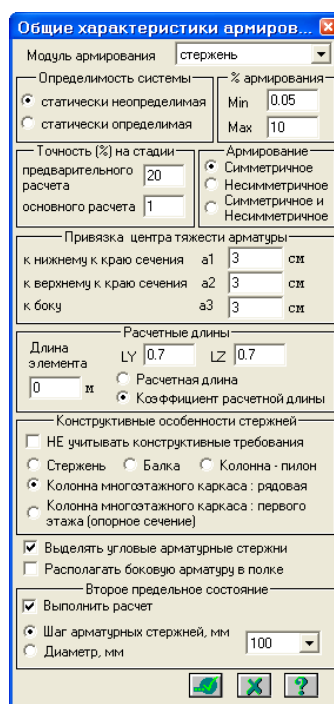 Общие характеристики армиров...
Модуль армирования стержень
Определимость системы
статически неопределимая
статически определимая
% армирования
Min 0.05
Max 10
Точность (%) на стадии
предварительного
расчета 20
основного расчета 1
Армирование
Симметричное
Несимметричное
Симметричное и
Несимметричное
Привязка центра тяжести арматуры
к нижнему к краю сечения a1 3 см
к верхнему к краю сечения a2 3 см
к боку a3 3 см
Расчетные длины
Длина
элемента
0 м
LY 0.7 LZ 0.7
Расчетная длина
Коэффициент расчетной длины
Конструктивные особенности стержней
НЕ учитывать конструктивные требования
Стержень Балка Колонна - пилон
Колонна многоэтажного каркаса : рядовая
Колонна многоэтажного каркаса : первого
этажа (опорное сечение)
Выделять угловые арматурные стержни
Располагать боковую арматуру в полке
Второе предельное состояние
Выполнить расчет
Шаг арматурных стержней, мм
Диаметр, мм
100
?